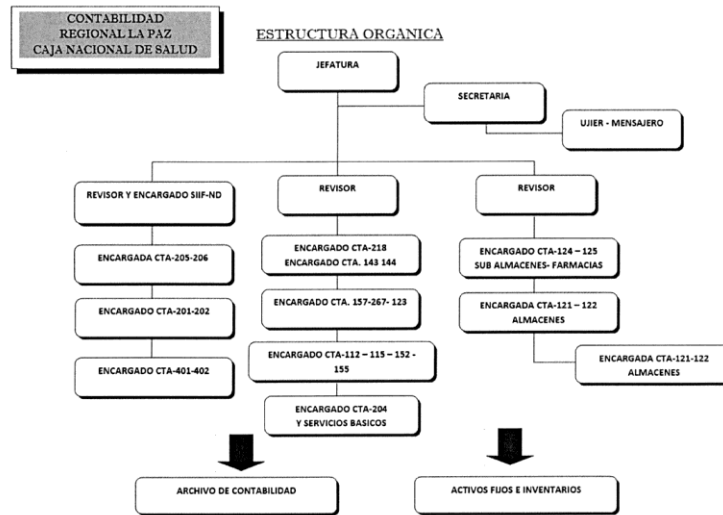 CONTABILIDAD
REGIONAL LA PAZ
CAJA NACIONAL DE SALUD
ESTRUCTURA ORGANICA
JEFATURA
SECRETARIA
UJIER - MENSAJERO
REVISOR Y ENCARGADO SIIF-ND
REVISOR
REVISOR
ENCARGADA CTA-205-206
ENCARGADO CTA-218
ENCARGADO CTA. 143 144
ENCARGADO CTA-124 – 125
SUB ALMACENES- FARMACIAS
ENCARGADO CTA-201-202
ENCARGADO CTA. 157-267- 123
ENCARGADA CTA-121 – 122
ALMACENES
ENCARGADO CTA-401-402
ENCARGADO CTA-112 – 115 – 152 -
155
ENCARGADA CTA-121-122
ALMACENES
ENCARGADO CTA-204
Y SERVICIOS BASICOS
ARCHIVO DE CONTABILIDAD
ACTIVOS FIJOS E INVENTARIOS